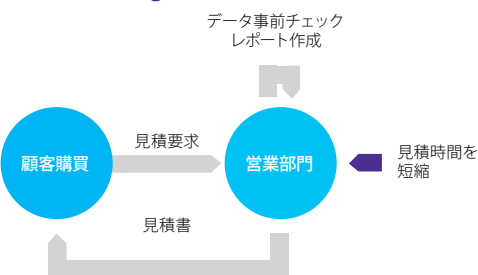 データ事前チェック
レポート作成
顧客購買
見積要求
営業部門
見積時間を
短縮
見積書